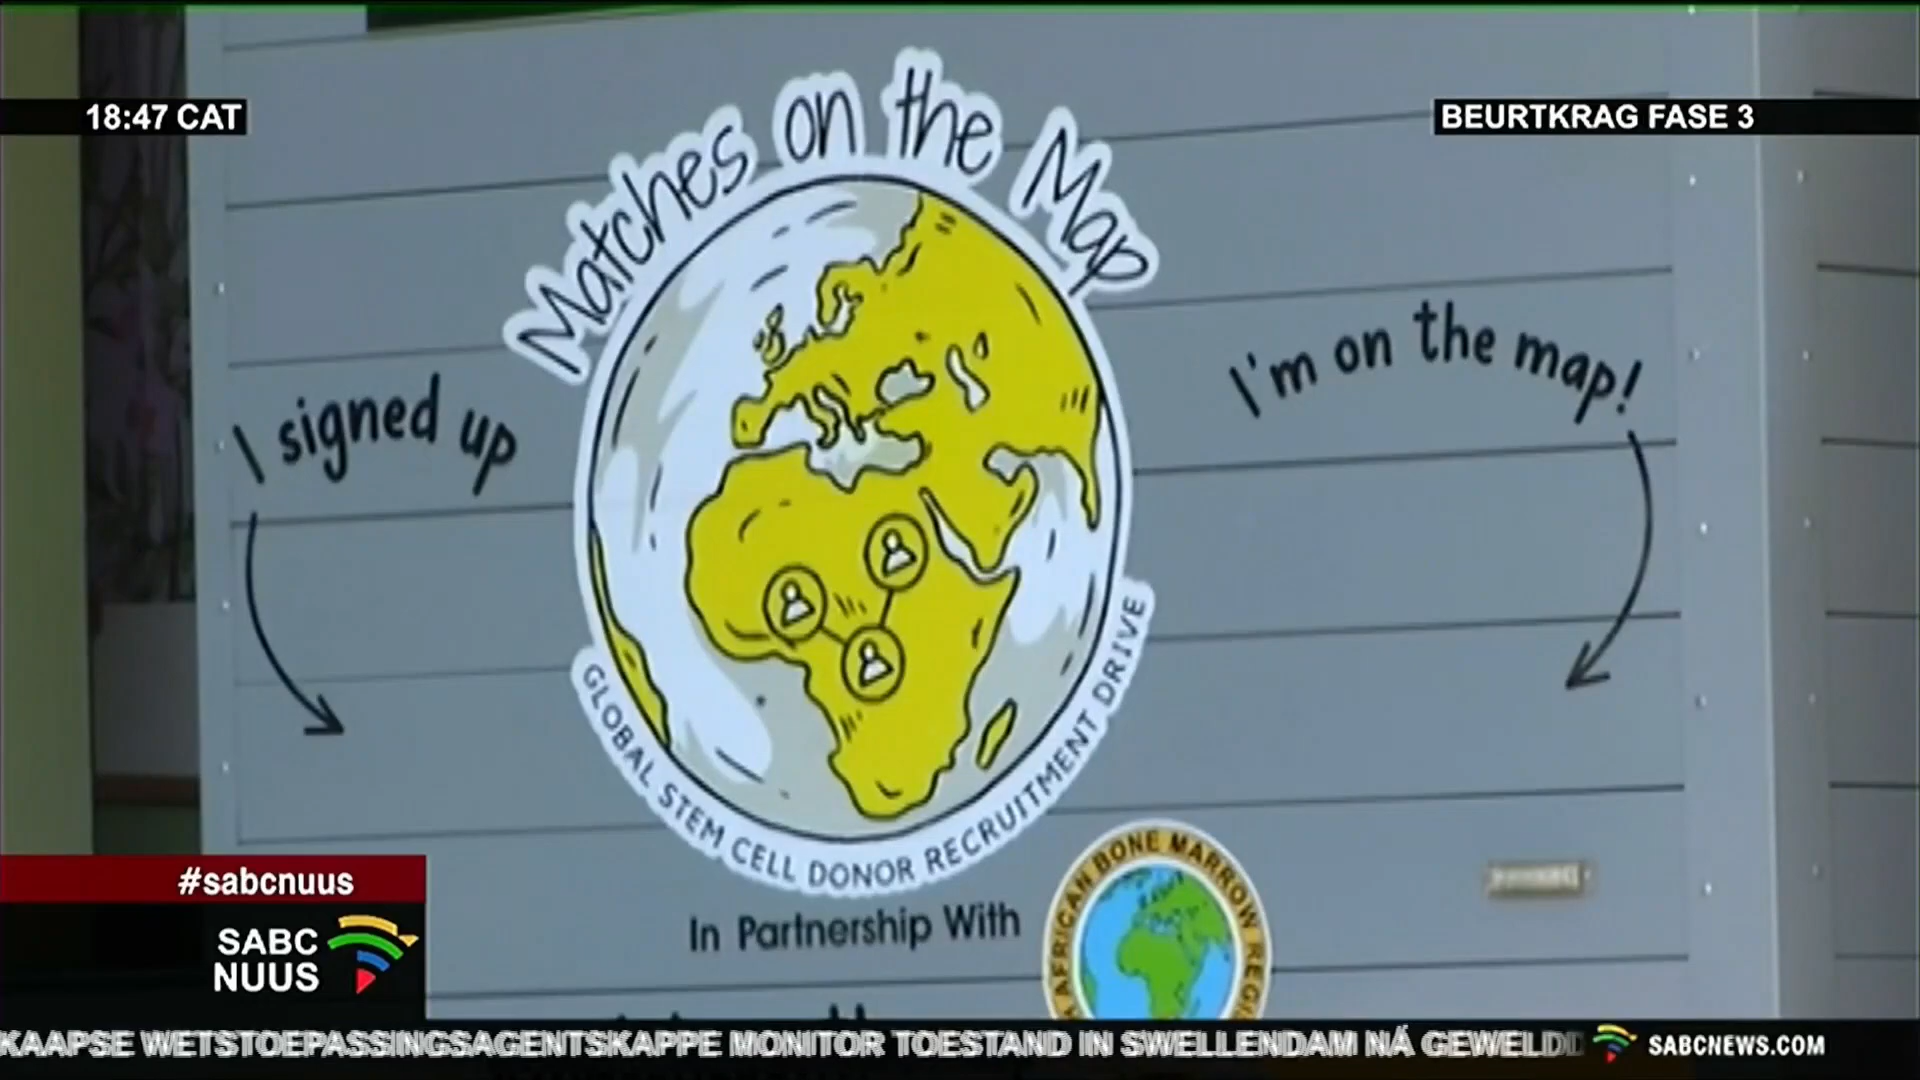 18:47 CAT
BEURTKRAG FASE 3
Matches on the Map
I signed up
I'm on the map!
GLOBAL STEM CELL DONOR RECRUITMENT DRIVE
In Partnership With
AFRICAN BONE MARROW
#sabcnuus
SABC
NUUS
KAAPSE WETSTOEPASSINGSAGENTSKAPPE MONITOR TOESTAND IN SWELLENDAM NÁ
SABCNEWS.COM